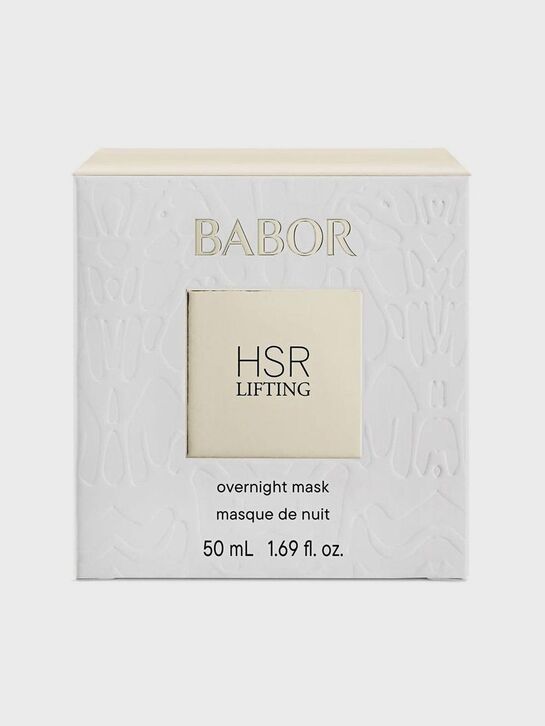 BABOR
HSR
LIFTING
overnight mask
masque de nuit
50 mL 1.69 fl. oz.